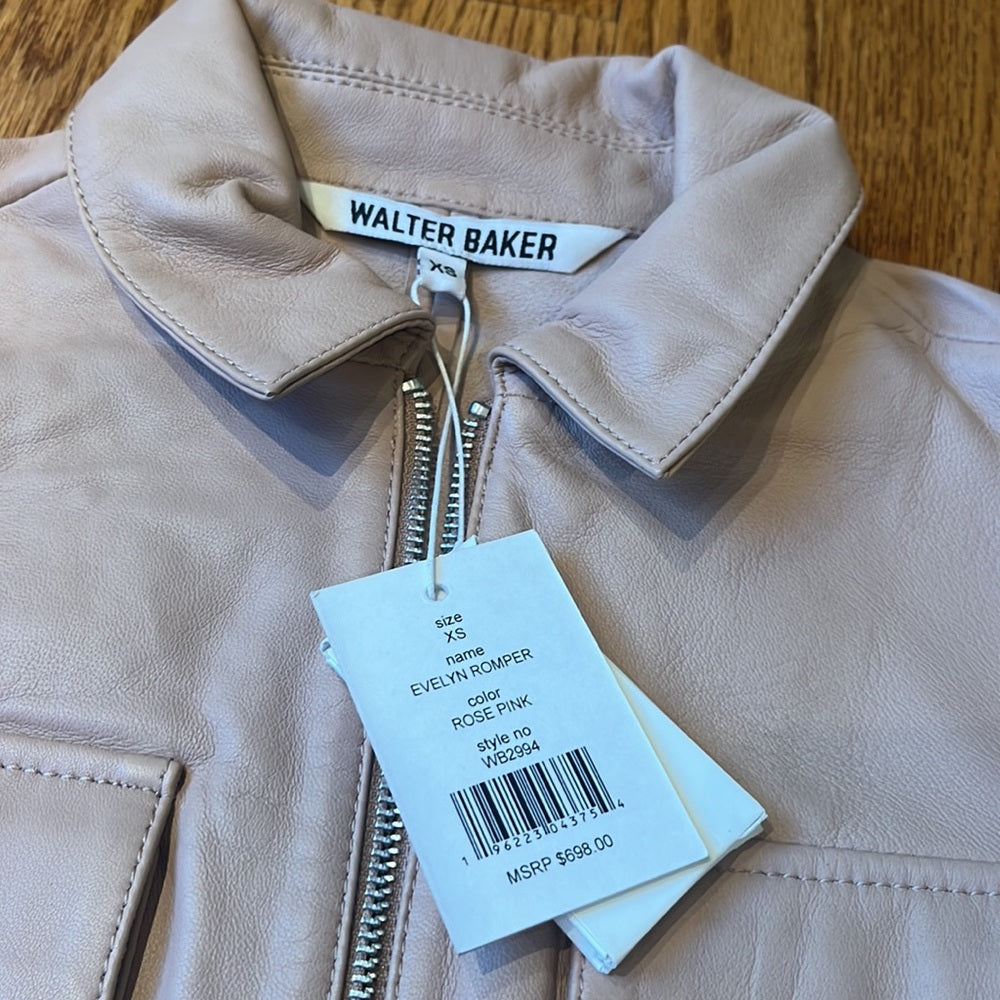 WALTER BAKER
XS
size
XS
name
EVELYN ROMPER
color
ROSE PINK
style no
WB2994
1 96223 04375 4
MSRP $698.00